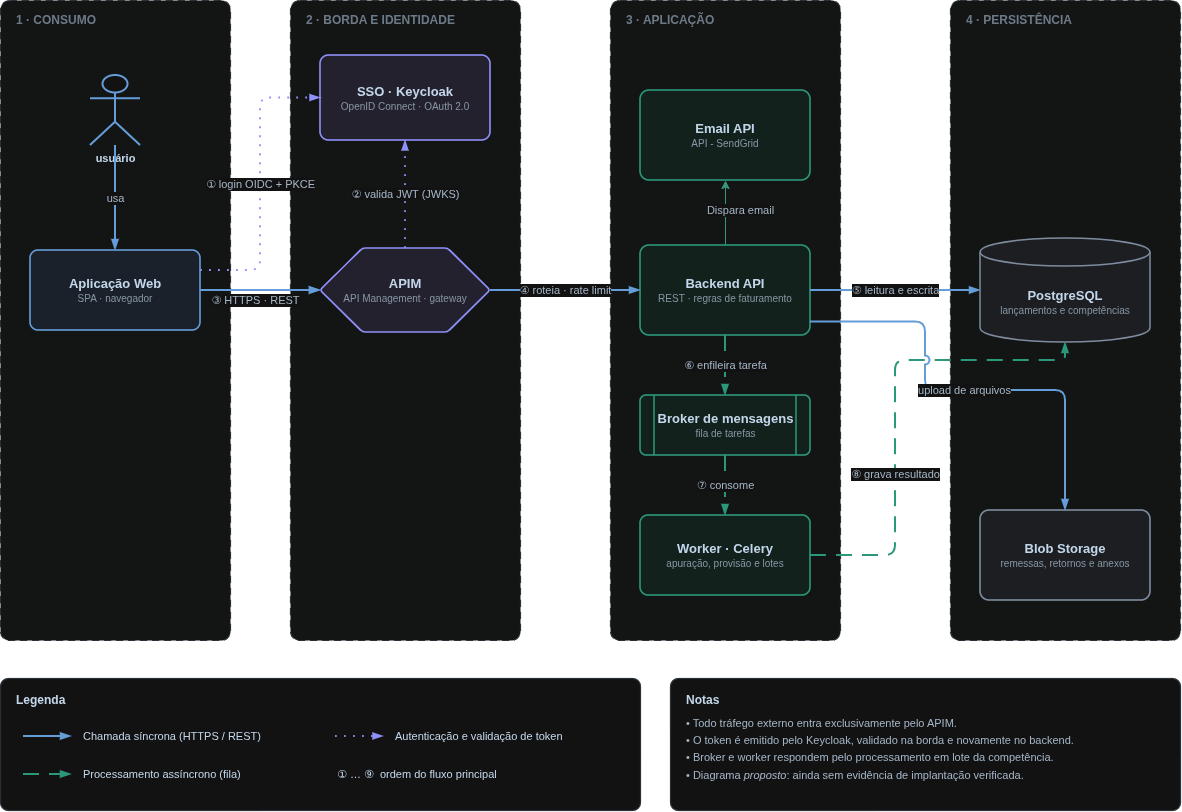 1 · CONSUMO
2 · BORDA E IDENTIDADE
3 · APLICAÇÃO
4 · PERSISTÊNCIA
usuário
usa
① login OIDC + PKCE
Aplicação Web
SPA · navegador
③ HTTPS · REST
SSO · Keycloak
OpenID Connect · OAuth 2.0
② valida JWT (JWKS)
APIM
API Management · gateway
④ roteia · rate limit
Email API
API - SendGrid
Dispara email
Backend API
REST · regras de faturamento
⑤ leitura e escrita
⑥ enfileira tarefa
Broker de mensagens
fila de tarefas
⑦ consome
Worker · Celery
apuração, provisão e lotes
⑧ grava resultado
upload de arquivos
PostgreSQL
lançamentos e competências
Blob Storage
remessas, retornos e anexos
Legenda
Chamada síncrona (HTTPS / REST)
Autenticação e validação de token
Processamento assíncrono (fila)
① … ⑨ ordem do fluxo principal
Notas
• Todo tráfego externo entra exclusivamente pelo APIM.
• O token é emitido pelo Keycloak, validado na borda e novamente no backend.
• Broker e worker respondem pelo processamento em lote da competência.
• Diagrama proposto: ainda sem evidência de implantação verificada.